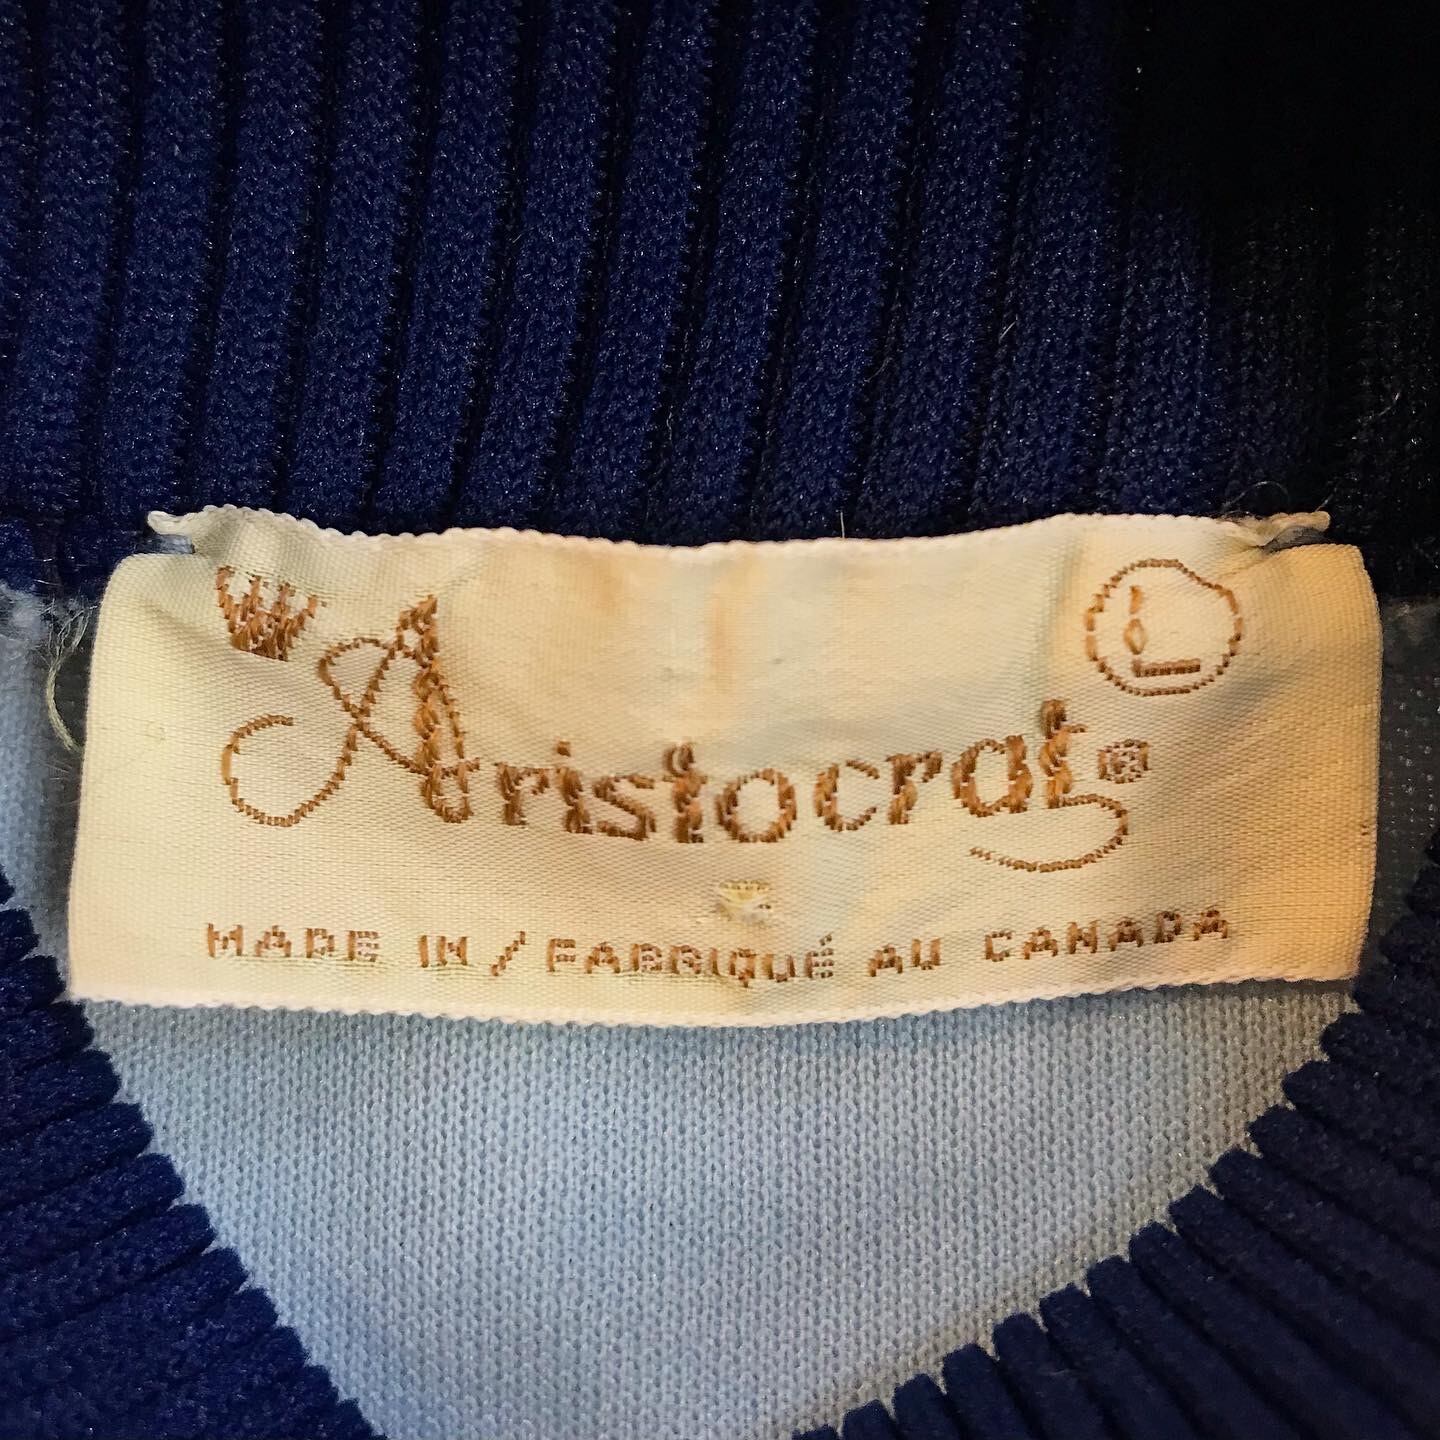 L
Aristocrat®
MADE IN / FABRIQUÉ AU CANADA